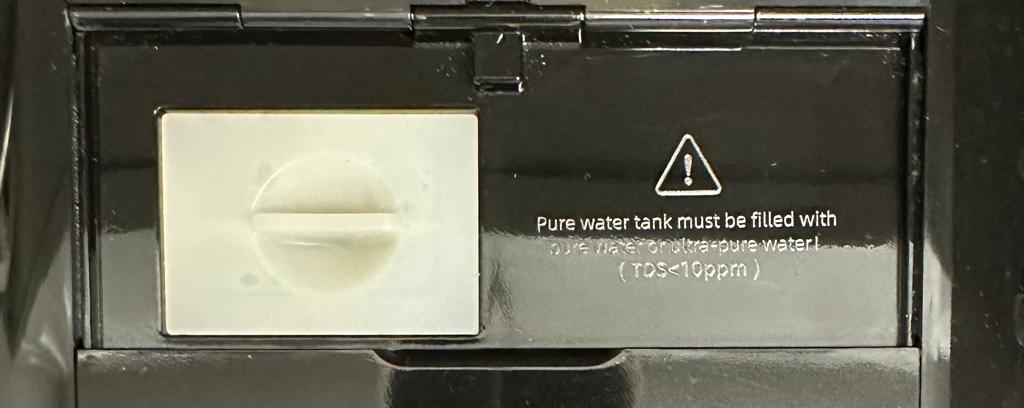 Pure water tank must be filled with
pure water or ultra-pure water!
( TDS<10ppm )